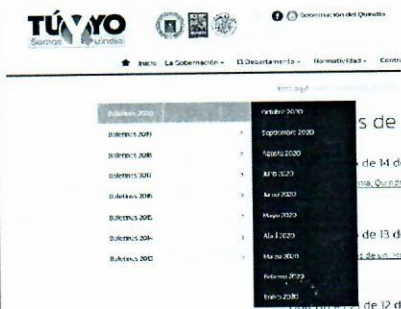 TÚ Y YO
Somos Quindío
Gobernación del Quindío
Inicio La Gobernación El Departamento Normatividad
Boletines 2020
Boletines 2019
Boletines 2018
Boletines 2017
Boletines 2016
Boletines 2015
Boletines 2014
Boletines 2013
Octubre 2020
Septiembre 2020
Agosto 2020
Julio 2020
Junio 2020
Mayo 2020
Abril 2020
Marzo 2020
Febrero 2020
Enero 2020
s de
de 14 d
de 13 d
de 12 d